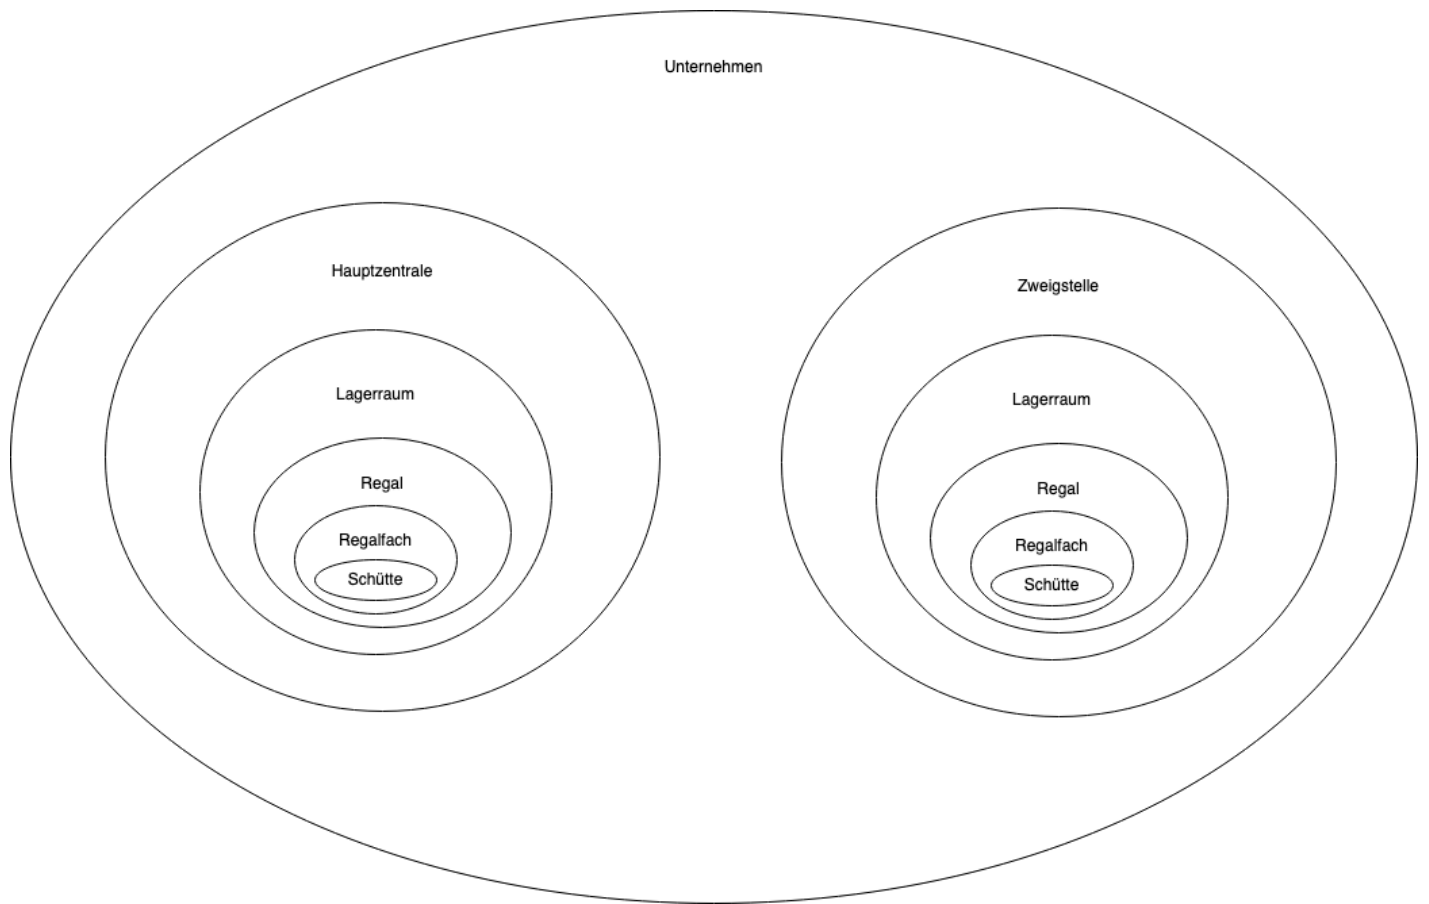 Unternehmen
Hauptzentrale
Lagerraum
Regal
Regalfach
Schütte
Zweigstelle
Lagerraum
Regal
Regalfach
Schütte